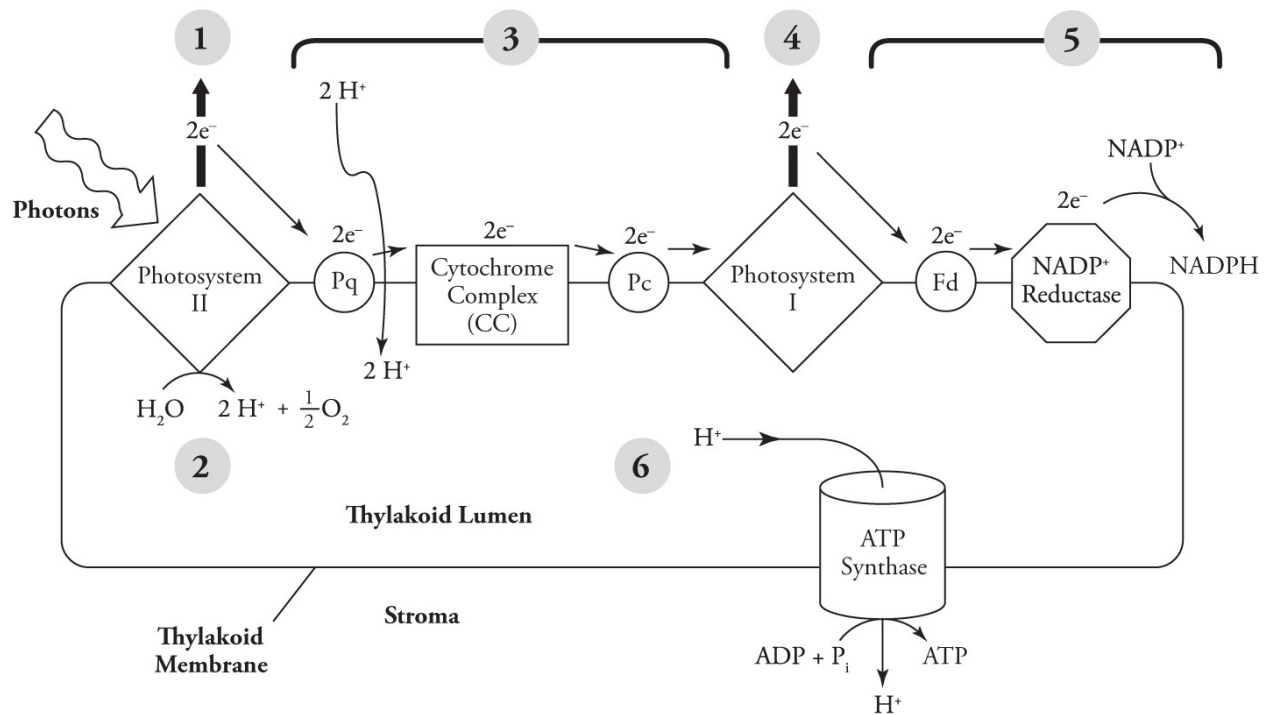 1
3
4
5
2 H⁺
2e⁻
2e⁻
NADP⁺
Photons
2e⁻
2e⁻
2e⁻
2e⁻
2e⁻
NADPH
Photosystem
II
Pq
Cytochrome
Complex
(CC)
Pc
Photosystem
I
Fd
NADP⁺
Reductase
2 H⁺
H₂O 2 H⁺ + ½O₂
2
6
H⁺
Thylakoid Lumen
ATP
Synthase
Stroma
Thylakoid
Membrane
ADP + Pᵢ
ATP
H⁺